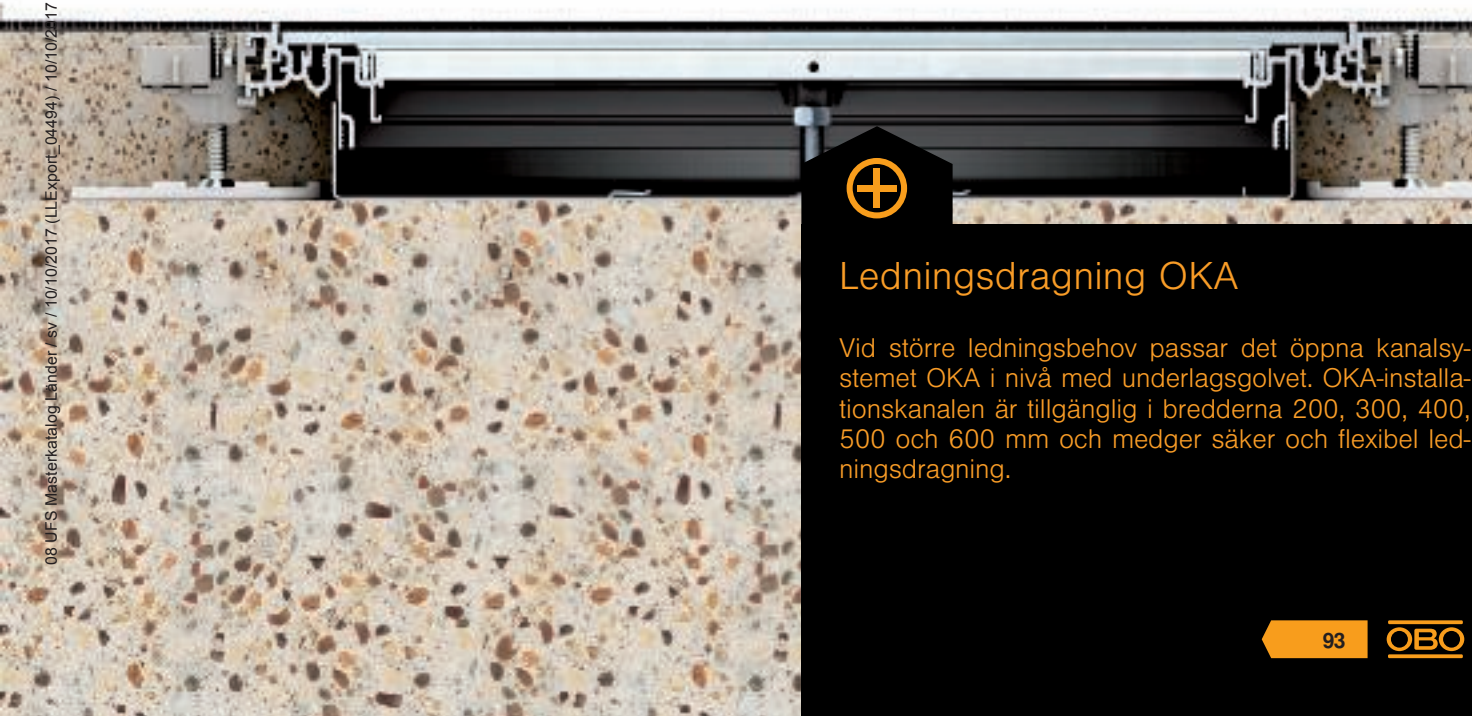 08 UFS Masterkatalog Länder / sv / 10/10/2017 (LLExport_04494) / 10/10/2017
Ledningsdragning OKA
Vid större ledningsbehov passar det öppna kanalsy-
stemet OKA i nivå med underlagsgolvet. OKA-installa-
tionskanalen är tillgänglig i bredderna 200, 300, 400,
500 och 600 mm och medger säker och flexibel led-
ningsdragning.
93
OBO